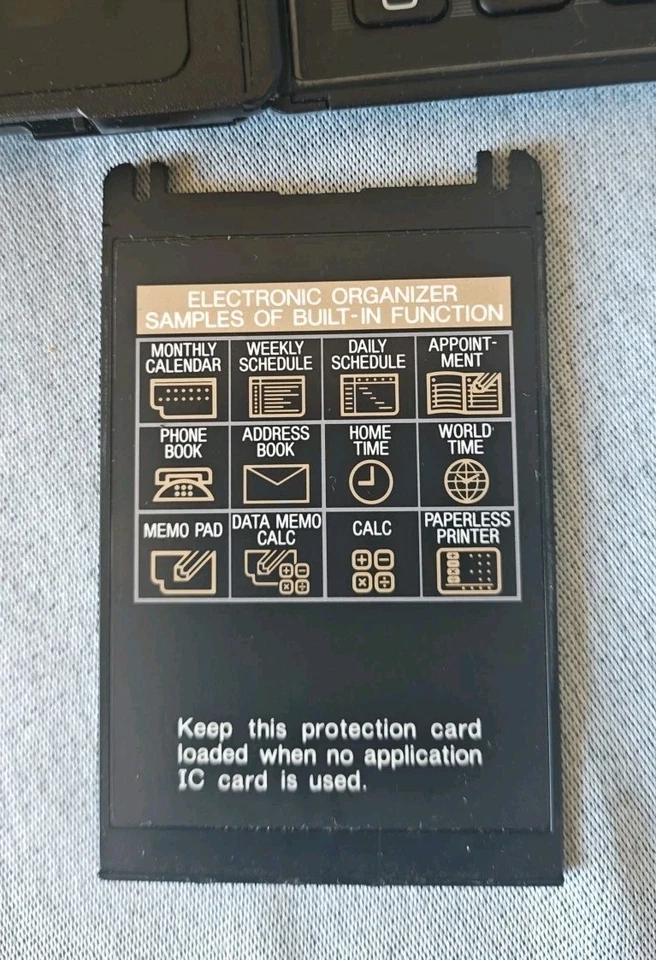 ELECTRONIC ORGANIZER
SAMPLES OF BUILT-IN FUNCTION
MONTHLY
CALENDAR
WEEKLY
SCHEDULE
DAILY
SCHEDULE
APPOINT-
MENT
PHONE
BOOK
ADDRESS
BOOK
HOME
TIME
WORLD
TIME
MEMO PAD
DATA MEMO
CALC
CALC
PAPERLESS
PRINTER
Keep this protection card
loaded when no application
IC card is used.